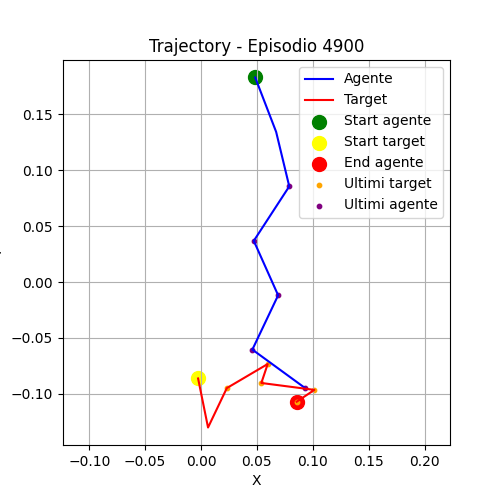 Trajectory - Episodio 4900
Agente
Target
Start agente
Start target
End agente
Ultimi target
Ultimi agente
0.15
0.10
0.05
0.00
−0.05
−0.10
−0.10
−0.05
0.00
0.05
0.10
0.15
0.20
X